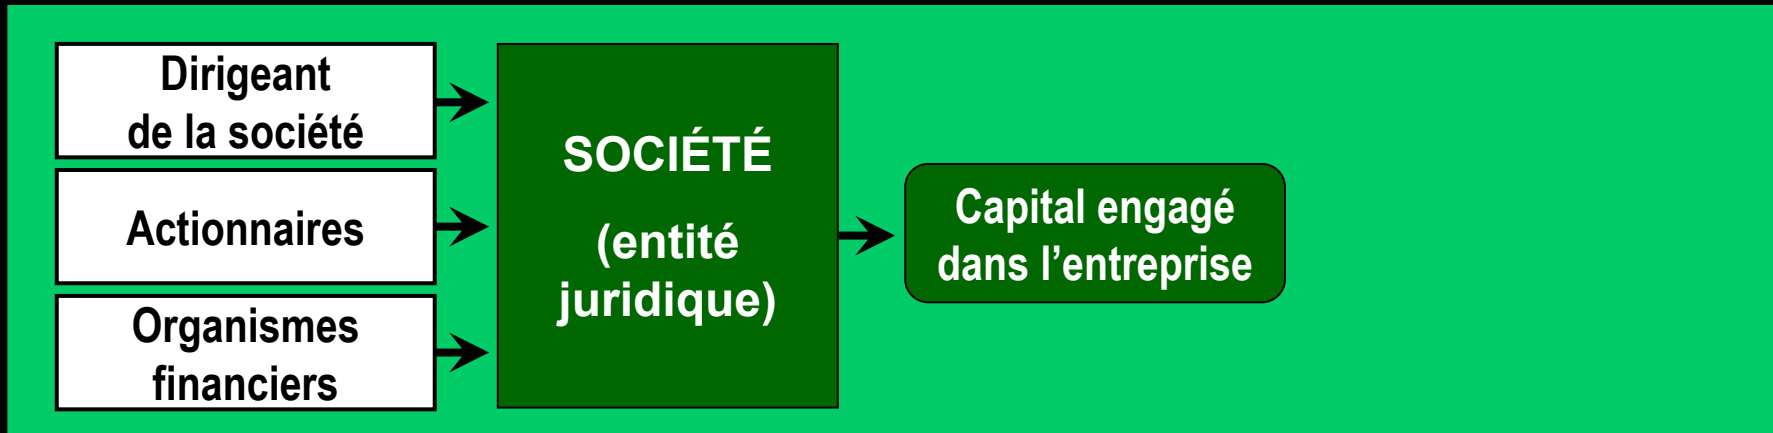 Dirigeant
de la société
Actionnaires
Organismes
financiers
SOCIÉTÉ
(entité
juridique)
Capital engagé
dans l’entreprise